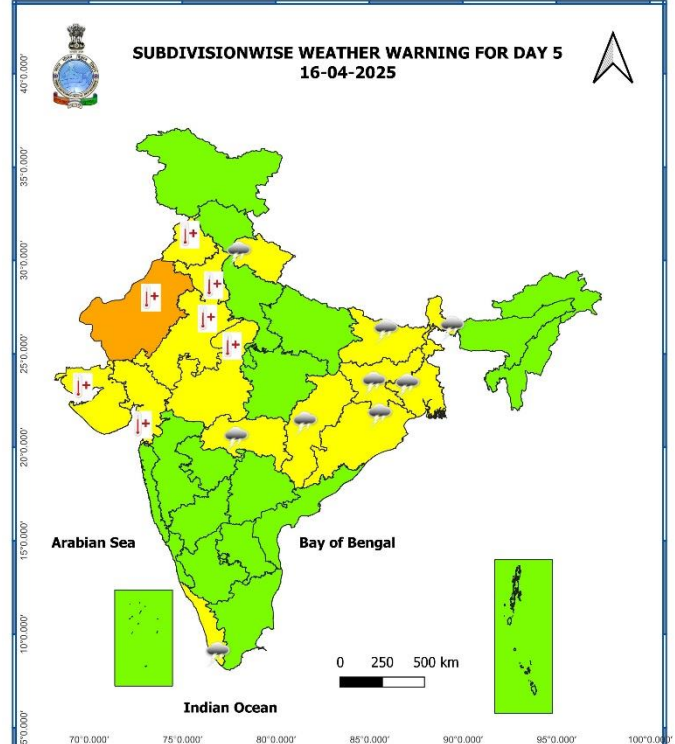 SUBDIVISIONWISE WEATHER WARNING FOR DAY 5
16-04-2025
40°0.000'
35°0.000'
30°0.000'
25°0.000'
20°0.000'
15°0.000'
10°0.000'
5°0.000'
Arabian Sea
Bay of Bengal
0 250 500 km
Indian Ocean
70°0.000' 75°0.000' 80°0.000' 85°0.000' 90°0.000' 95°0.000' 100°0.000'